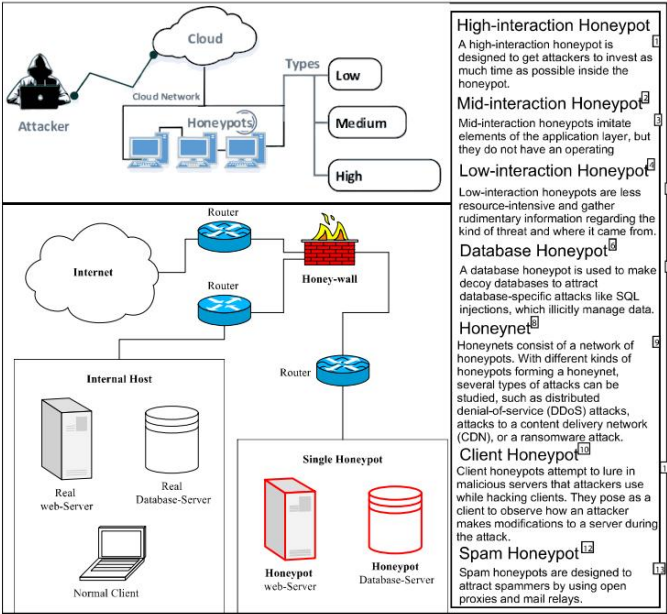 Cloud
Types
Low
Cloud Network
Attacker
Honeypots
Medium
High
Router
Internet
Honey-wall
Router
Internal Host
Router
Real
web-Server
Real
Database-Server
Normal Client
Single Honeypot
Honeypot
web-Server
Honeypot
Database-Server
High-interaction Honeypot
A high-interaction honeypot is 1
designed to get attackers to invest as
much time as possible inside the
honeypot.
Mid-interaction Honeypot 2
Mid-interaction honeypots imitate 3
elements of the application layer, but
they do not have an operating
Low-interaction Honeypot 4
Low-interaction honeypots are less
resource-intensive and gather
rudimentary information regarding the
kind of threat and where it came from.
Database Honeypot 6
A database honeypot is used to make
decoy databases to attract
database-specific attacks like SQL
injections, which illicitly manage data.
Honeynet 8
Honeynets consist of a network of 9
honeypots. With different kinds of
honeypots forming a honeynet,
several types of attacks can be
studied, such as distributed
denial-of-service (DDoS) attacks,
attacks to a content delivery network
(CDN), or a ransomware attack.
Client Honeypot 10
Client honeypots attempt to lure in
malicious servers that attackers use
while hacking clients. They pose as a
client to observe how an attacker
makes modifications to a server during
the attack.
Spam Honeypot 12
Spam honeypots are designed to 13
attract spammers by using open
proxies and mail relays.